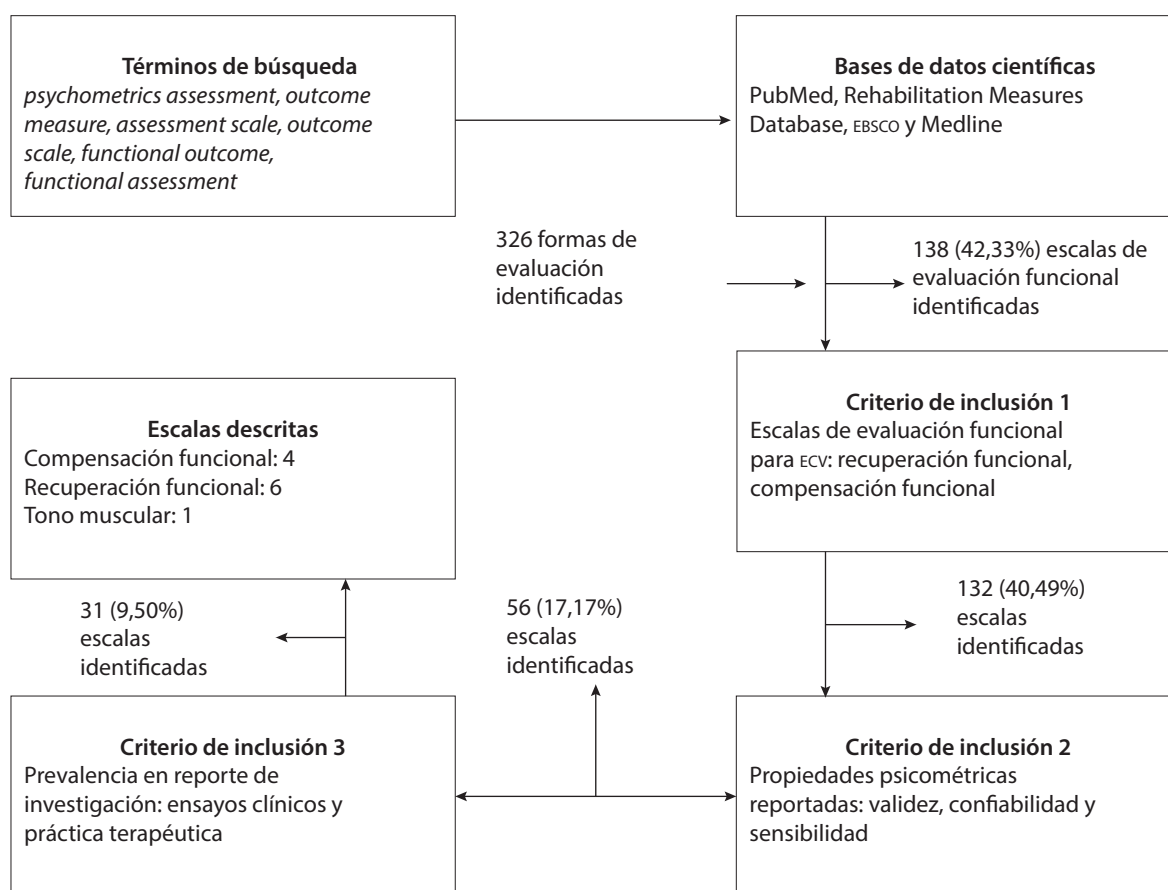 Términos de búsqueda
psychometrics assessment, outcome
measure, assessment scale, outcome
scale, functional outcome,
functional assessment
Bases de datos científicas
PubMed, Rehabilitation Measures
Database, EBSCO y Medline
326 formas de
evaluación
identificadas
138 (42,33%) escalas de
evaluación funcional
identificadas
Criterio de inclusión 1
Escalas de evaluación funcional
para ECV: recuperación funcional,
compensación funcional
Escalas descritas
Compensación funcional: 4
Recuperación funcional: 6
Tono muscular: 1
31 (9,50%)
escalas
identificadas
56 (17,17%)
escalas
identificadas
132 (40,49%)
escalas
identificadas
Criterio de inclusión 3
Prevalencia en reporte de
investigación: ensayos clínicos y
práctica terapéutica
Criterio de inclusión 2
Propiedades psicométricas
reportadas: validez, confiabilidad y
sensibilidad